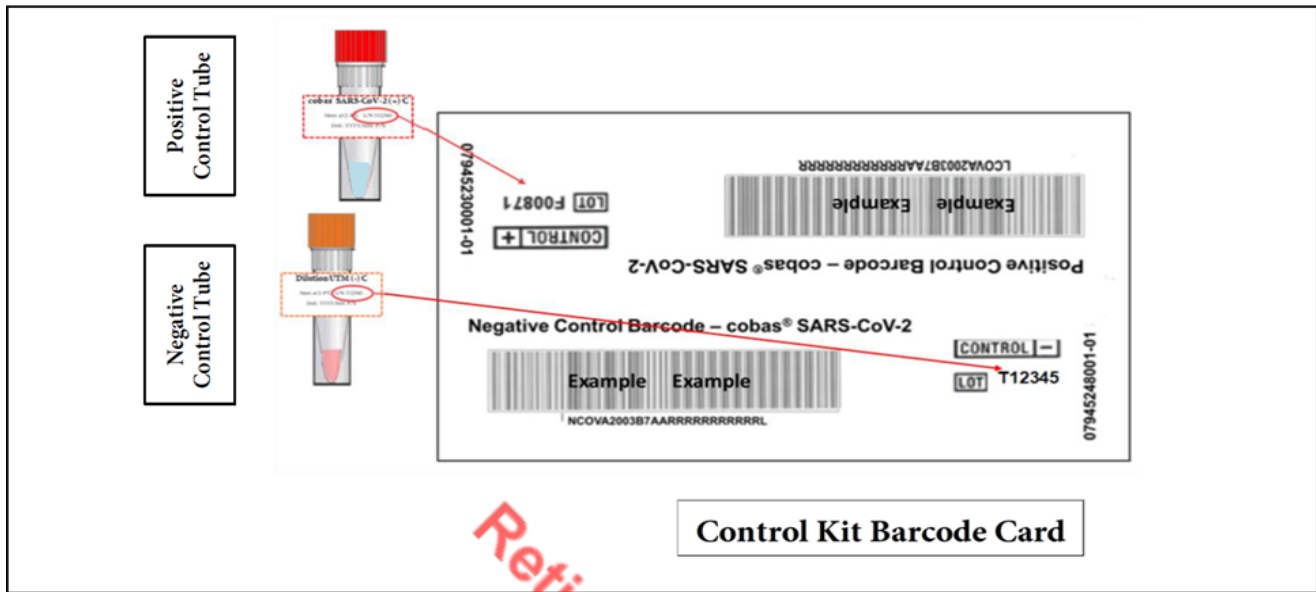 Positive
Control Tube
cobas SARS-CoV-2 (+) C
07945230001-01
LCOVA2003B7AARRRRRRRRRRRR
Example Example
LOT F00871
CONTROL +
Positive Control Barcode – cobas® SARS-CoV-2
Negative
Control Tube
Dilution UTM (-) C
Negative Control Barcode – cobas® SARS-CoV-2
CONTROL –
LOT T12345
Example Example
NCOVA2003B7AARRRRRRRRRRRRL
07945248001-01
Control Kit Barcode Card